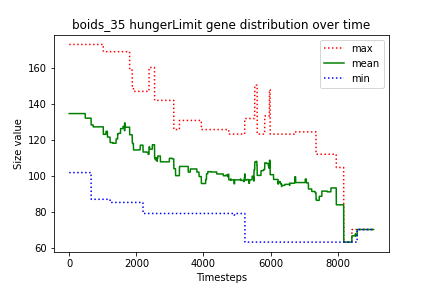 boids_35 hungerLimit gene distribution over time
max
mean
min
160
140
120
100
80
60
Size value
0
2000
4000
6000
8000
Timesteps